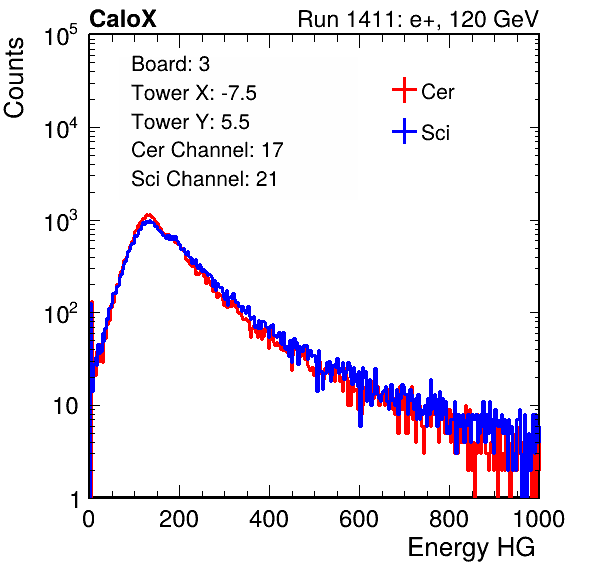 CaloX Run 1411: e+, 120 GeV
Counts
10^5
10^4
10^3
10^2
10
1
Board: 3
Tower X: -7.5
Tower Y: 5.5
Cer Channel: 17
Sci Channel: 21
Cer
Sci
0 200 400 600 800 1000
Energy HG